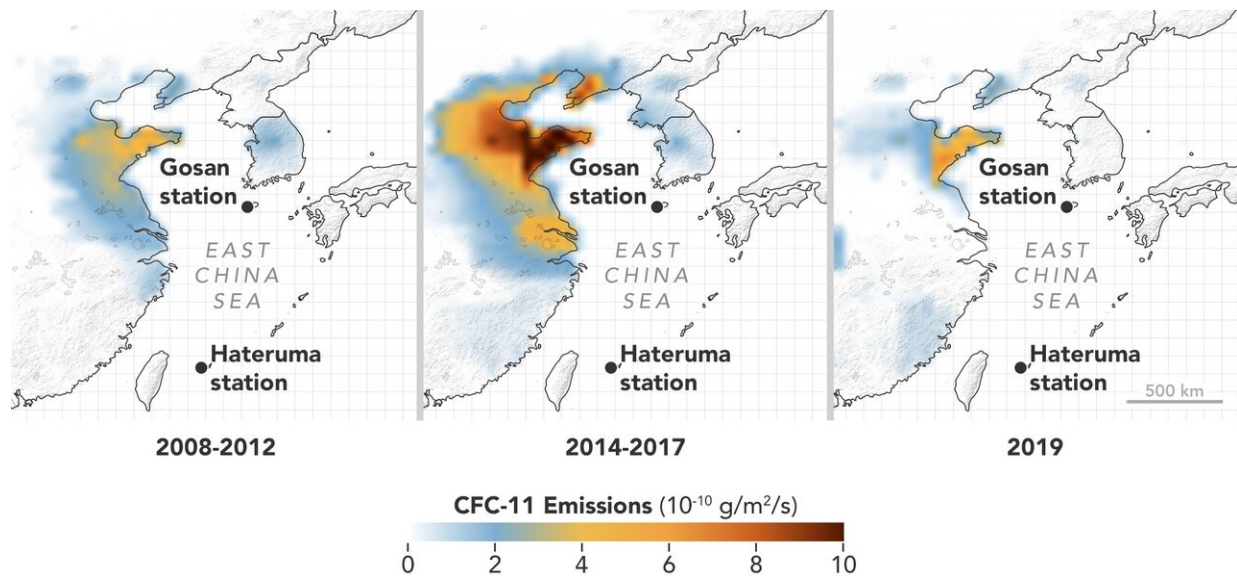 Gosan
station
EAST
CHINA
SEA
Hateruma
station
2008-2012
Gosan
station
EAST
CHINA
SEA
Hateruma
station
2014-2017
Gosan
station
EAST
CHINA
SEA
Hateruma
station
500 km
2019
CFC-11 Emissions (10⁻¹⁰ g/m²/s)
0 2 4 6 8 10